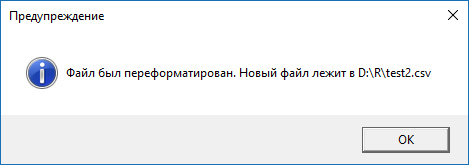 Предупреждение
Файл был переформатирован. Новый файл лежит в D:\R\test2.csv
OK